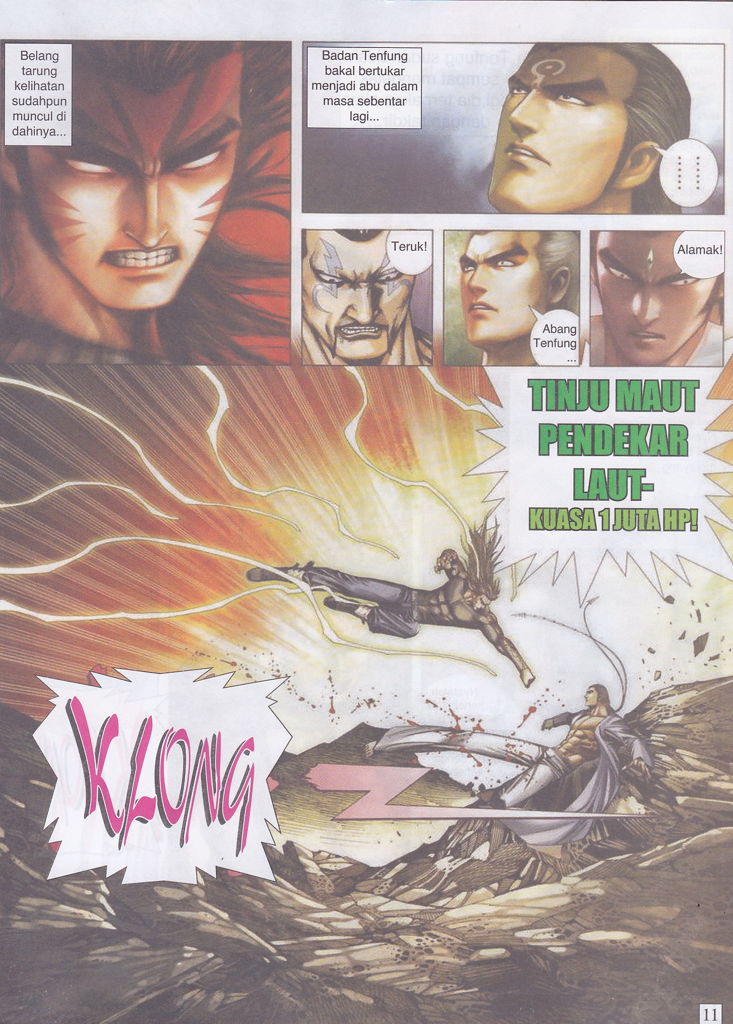 Belang
tarung
kelihatan
sudahpun
muncul di
dahinya...
Badan Tenfung
bakal bertukar
menjadi abu dalam
masa sebentar
lagi...
Teruk!
Abang
Tenfung
...
Alamak!
TINJU MAUT
PENDEKAR
LAUT-
KUASA 1 JUTA HP!
KLONG
11